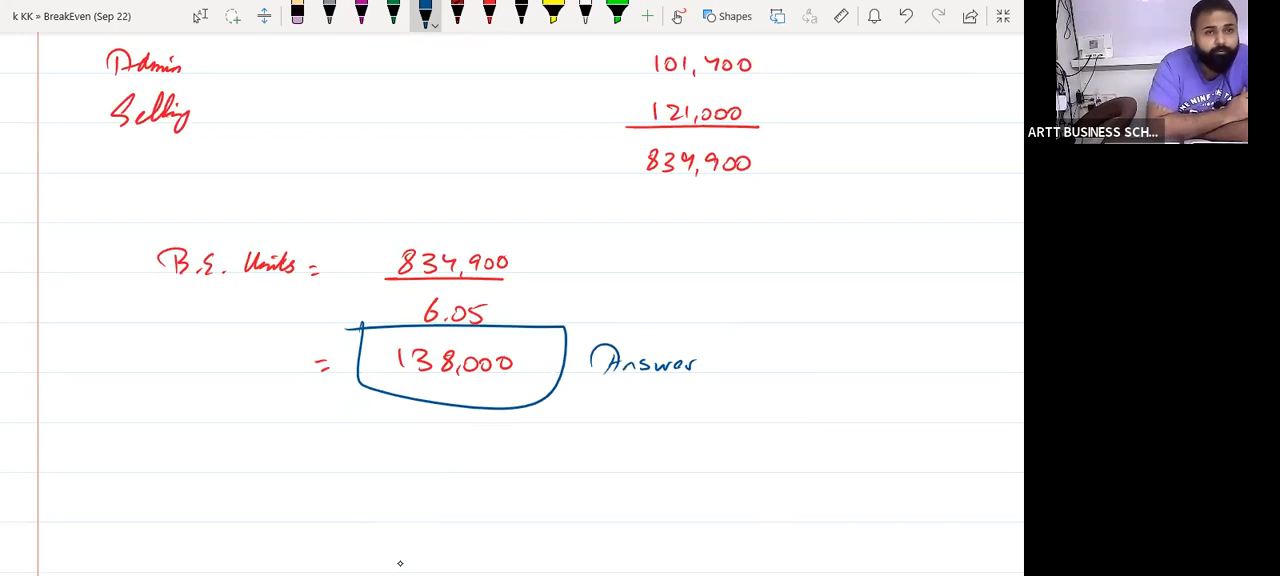 k KK » BreakEven (Sep 22)
Shapes
Admin 101,400
Selling 121,000
834,900
B.E. Units = 834,900
6.05
= 138,000 Answer
ARTT BUSINESS SCH...